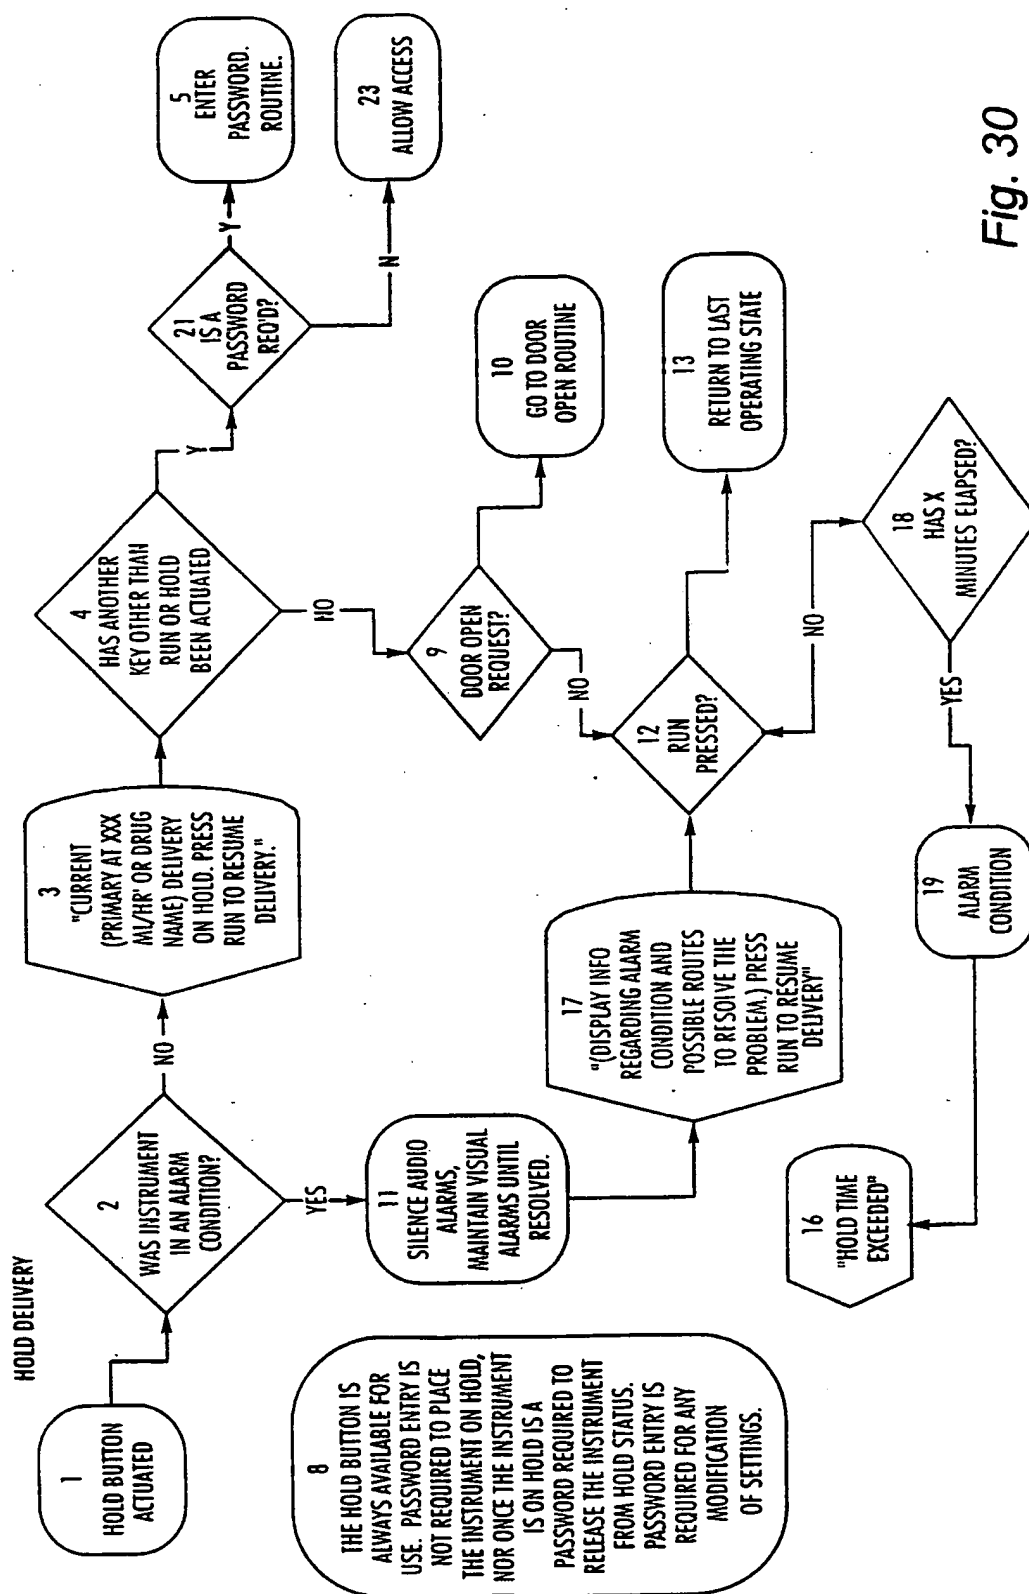 HOLD DELIVERY
1
HOLD BUTTON
ACTUATED
2
WAS INSTRUMENT
IN AN ALARM
CONDITION?
NO
YES
3
"CURRENT
(PRIMARY AT XXX
ML/HR' OR DRUG
NAME) DELIVERY
ON HOLD. PRESS
RUN TO RESUME
DELIVERY."
4
HAS ANOTHER
KEY OTHER THAN
RUN OR HOLD
BEEN ACTUATED
Y
NO
21
IS A
PASSWORD
REQ'D?
Y
N
5
ENTER
PASSWORD.
ROUTINE.
23
ALLOW ACCESS
8
THE HOLD BUTTON IS
ALWAYS AVAILABLE FOR
USE. PASSWORD ENTRY IS
NOT REQUIRED TO PLACE
THE INSTRUMENT ON HOLD,
NOR ONCE THE INSTRUMENT
IS ON HOLD IS A
PASSWORD REQUIRED TO
RELEASE THE INSTRUMENT
FROM HOLD STATUS.
PASSWORD ENTRY IS
REQUIRED FOR ANY
MODIFICATION
OF SETTINGS.
11
SILENCE AUDIO
ALARMS,
MAINTAIN VISUAL
ALARMS UNTIL
RESOLVED.
9
DOOR OPEN
REQUEST?
NO
10
GO TO DOOR
OPEN ROUTINE
17
"(DISPLAY INFO
REGARDING ALARM
CONDITION AND
POSSIBLE ROUTES
TO RESOLVE THE
PROBLEM.) PRESS
RUN TO RESUME
DELIVERY"
12
RUN
PRESSED?
NO
13
RETURN TO LAST
OPERATING STATE
18
HAS X
MINUTES ELAPSED?
YES
19
ALARM
CONDITION
16
"HOLD TIME
EXCEEDED"
Fig. 30